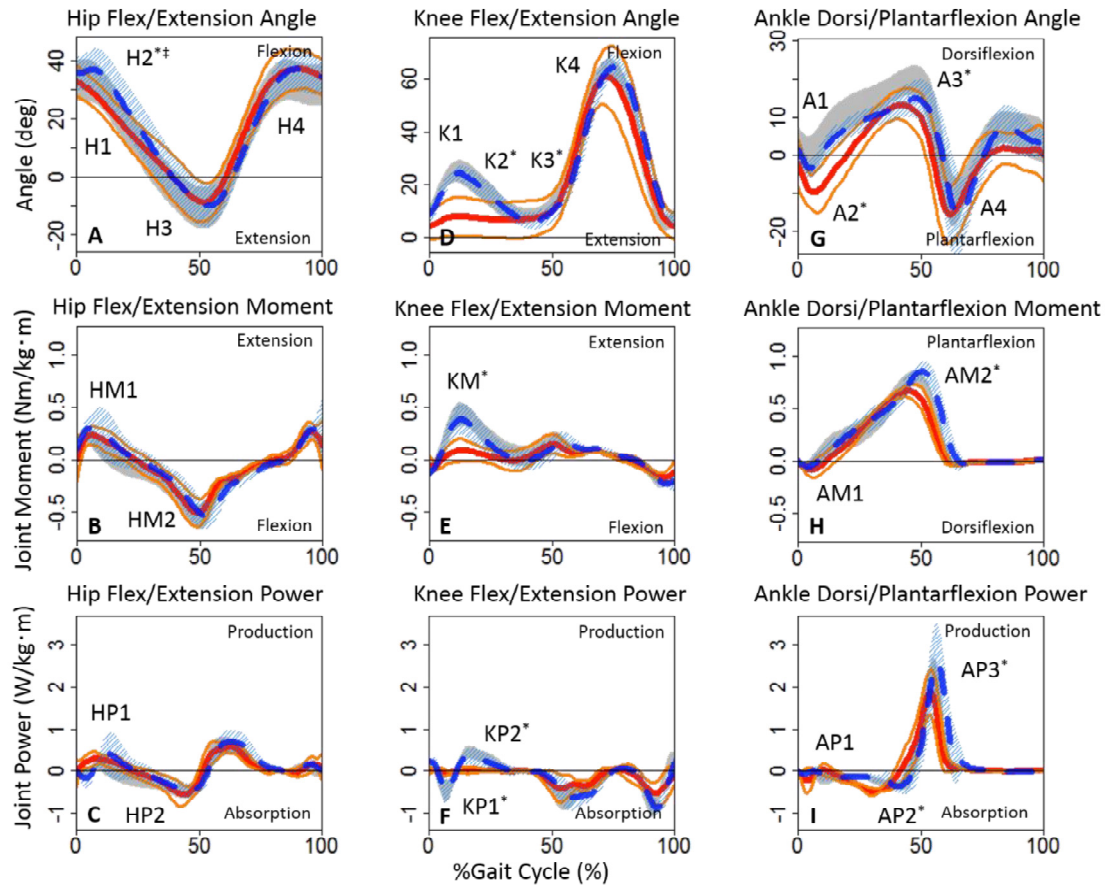 Hip Flex/Extension Angle
Knee Flex/Extension Angle
Ankle Dorsi/Plantarflexion Angle
Angle (deg)
40
20
0
-20
H2*‡
Flexion
H1
H4
H3
A
Extension
0
50
100
80
60
40
20
0
Flexion
K4
K1
K2*
K3*
D
Extension
0
50
100
30
10
0
-20
Dorsiflexion
A1
A3*
A2*
A4
G
Plantarflexion
0
50
100
Hip Flex/Extension Moment
Knee Flex/Extension Moment
Ankle Dorsi/Plantarflexion Moment
Joint Moment (Nm/kg·m)
1.0
0.5
0.0
-0.5
Extension
HM1
HM2
B
Flexion
0
50
100
1.0
0.5
0.0
-0.5
Extension
KM*
E
Flexion
0
50
100
1.0
0.5
0.0
-0.5
Plantarflexion
AM2*
AM1
H
Dorsiflexion
0
50
100
Hip Flex/Extension Power
Knee Flex/Extension Power
Ankle Dorsi/Plantarflexion Power
Joint Power (W/kg·m)
3
2
1
0
-1
Production
HP1
HP2
C
Absorption
0
50
100
3
2
1
0
-1
Production
KP2*
KP1*
F
Absorption
0
50
100
3
2
1
0
-1
Production
AP3*
AP1
AP2*
I
Absorption
0
50
100
%Gait Cycle (%)